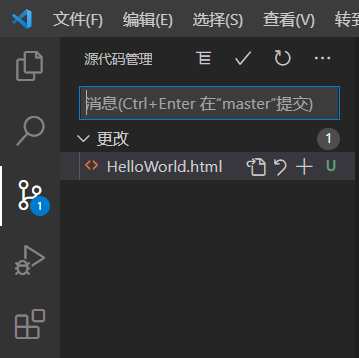 文件(F) 编辑(E) 选择(S) 查看(V) 转到
源代码管理
消息(Ctrl+Enter 在“master”提交)
更改 1
HelloWorld.html U
1